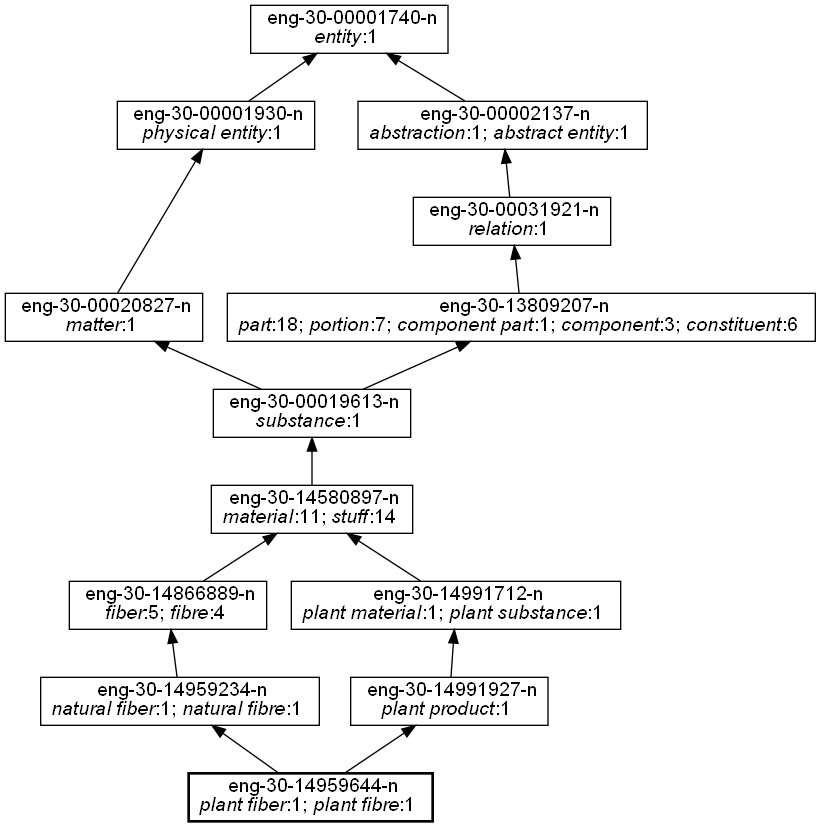 eng-30-00001740-n
entity:1
eng-30-00001930-n
physical entity:1
eng-30-00002137-n
abstraction:1; abstract entity:1
eng-30-00031921-n
relation:1
eng-30-00020827-n
matter:1
eng-30-13809207-n
part:18; portion:7; component part:1; component:3; constituent:6
eng-30-00019613-n
substance:1
eng-30-14580897-n
material:11; stuff:14
eng-30-14866889-n
fiber:5; fibre:4
eng-30-14991712-n
plant material:1; plant substance:1
eng-30-14959234-n
natural fiber:1; natural fibre:1
eng-30-14991927-n
plant product:1
eng-30-14959644-n
plant fiber:1; plant fibre:1